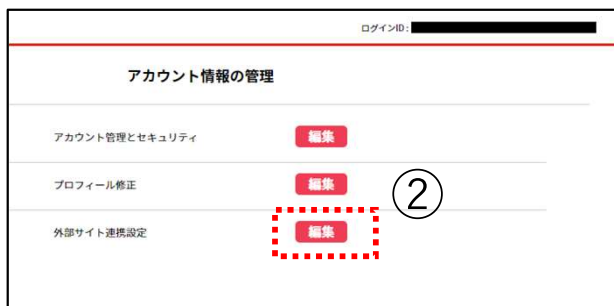 ログインID:
アカウント情報の管理
アカウント管理とセキュリティ 編集
プロフィール修正 編集
②
外部サイト連携設定 編集